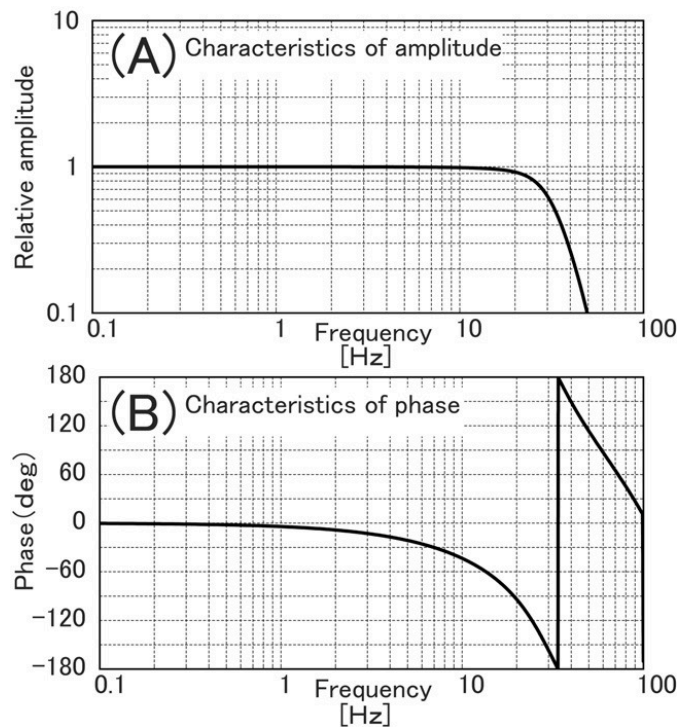 (A) Characteristics of amplitude
10
Relative amplitude
1
0.1
0.1 1 10 100
Frequency
[Hz]
(B) Characteristics of phase
180
120
60
Phase(deg)
0
-60
-120
-180
0.1 1 10 100
Frequency
[Hz]